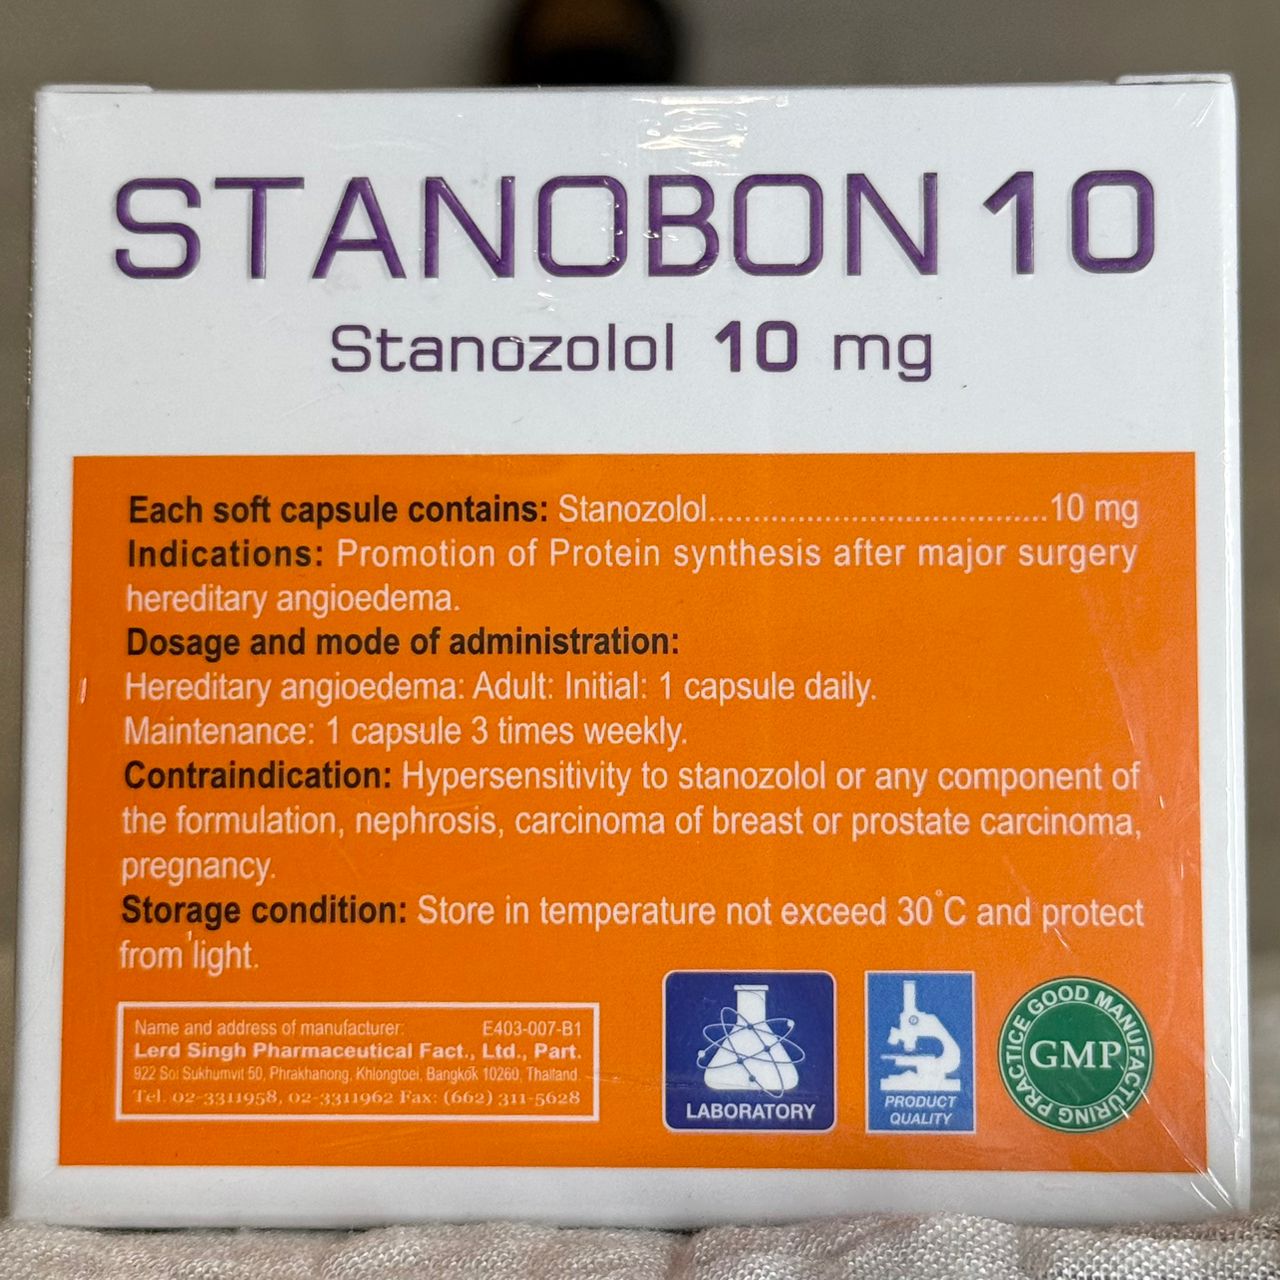 STANOBON 10
Stanozolol 10 mg
Each soft capsule contains: Stanozolol.......................................10 mg
Indications: Promotion of Protein synthesis after major surgery
hereditary angioedema.
Dosage and mode of administration:
Hereditary angioedema: Adult: Initial: 1 capsule daily.
Maintenance: 1 capsule 3 times weekly.
Contraindication: Hypersensitivity to stanozolol or any component of
the formulation, nephrosis, carcinoma of breast or prostate carcinoma,
pregnancy.
Storage condition: Store in temperature not exceed 30°C and protect
from light.
Name and address of manufacturer: E403-007-B1
Lerd Singh Pharmaceutical Fact., Ltd., Part.
922 Soi Sukhumvit 50, Phrakhanong, Khlongtoei, Bangkok 10260, Thailand.
Tel. 02-3311958, 02-3311962 Fax: (662) 311-5628
LABORATORY
PRODUCT
QUALITY
GOOD MANUFACTURING PRACTICE
GMP